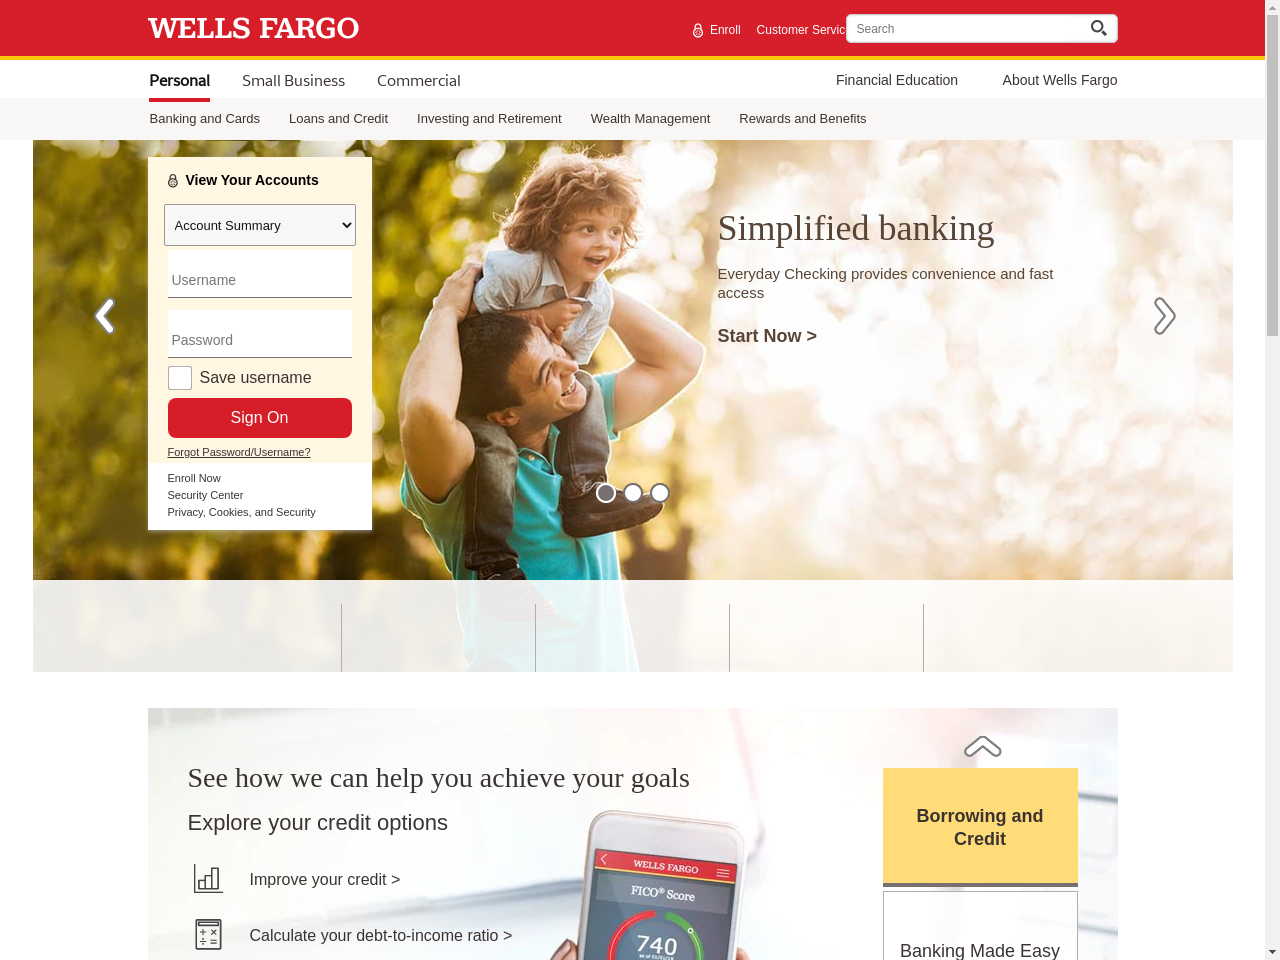 WELLS FARGO
Enroll
Customer Servic
Search
Personal
Small Business
Commercial
Financial Education
About Wells Fargo
Banking and Cards
Loans and Credit
Investing and Retirement
Wealth Management
Rewards and Benefits
View Your Accounts
Account Summary
Username
Password
Save username
Sign On
Forgot Password/Username?
Enroll Now
Security Center
Privacy, Cookies, and Security
Simplified banking
Everyday Checking provides convenience and fast
access
Start Now >
See how we can help you achieve your goals
Explore your credit options
Improve your credit >
Calculate your debt-to-income ratio >
WELLS FARGO
FICO® Score
740
as of 01/01/18
Borrowing and
Credit
Banking Made Easy